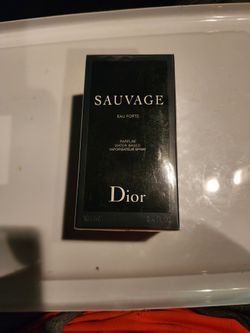 SAUVAGE
EAU FORTE
PARFUM
WATER-BASED
VAPORISATEUR SPRAY
Dior